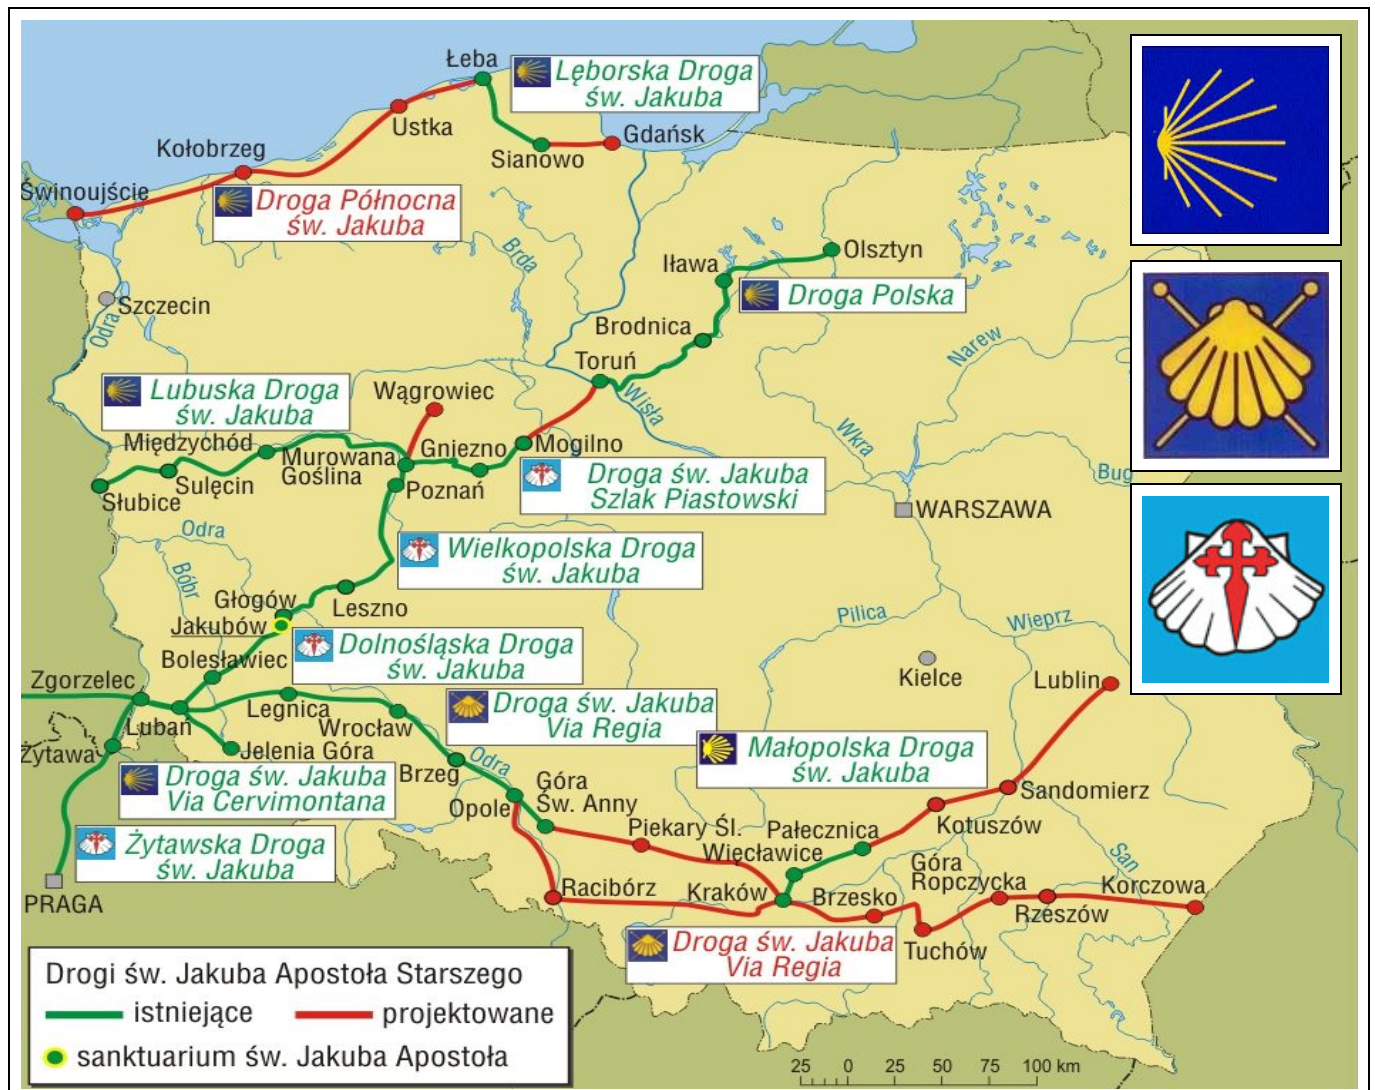 Łeba
Lęborska Droga
św. Jakuba
Ustka
Gdańsk
Sianowo
Kołobrzeg
Świnoujście
Droga Północna
św. Jakuba
Brda
Olsztyn
Iława
Droga Polska
Szczecin
Odra
Brodnica
Narew
Toruń
Wisła
Lubuska Droga
św. Jakuba
Wągrowiec
Wkra
Międzychód
Murowana
Goślina
Gniezno
Mogilno
Droga św. Jakuba
Szlak Piastowski
Bug
Sulęcin
Słubice
Poznań
WARSZAWA
Odra
Bóbr
Wielkopolska Droga
św. Jakuba
Głogów
Leszno
Jakubów
Pilica
Wieprz
Dolnośląska Droga
św. Jakuba
Bolesławiec
Kielce
Lublin
Zgorzelec
Legnica
Lubań
Wrocław
Droga św. Jakuba
Via Regia
Żytawa
Jelenia Góra
Małopolska Droga
św. Jakuba
Brzeg
Odra
Droga św. Jakuba
Via Cervimontana
Opole
Góra
Św. Anny
Sandomierz
Kotuszów
Piekary Śl.
Pałecznica
Więcławice
Żytawska Droga
św. Jakuba
San
PRAGA
Racibórz
Kraków
Brzesko
Góra
Ropczycka
Rzeszów
Korczowa
Tuchów
Droga św. Jakuba
Via Regia
Drogi św. Jakuba Apostoła Starszego
istniejące
projektowane
sanktuarium św. Jakuba Apostoła
25 0 25 50 75 100 km